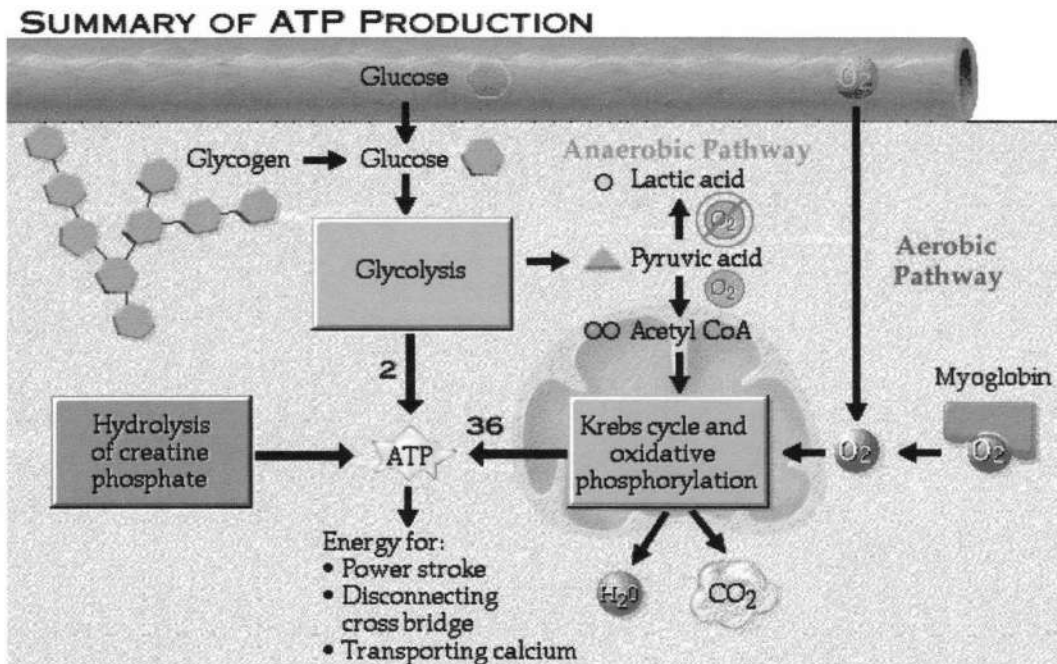 SUMMARY OF ATP PRODUCTION
Glucose
O2
Glycogen
Glucose
Anaerobic Pathway
Lactic acid
O2
Glycolysis
Pyruvic acid
O2
Aerobic
Pathway
Acetyl CoA
2
Myoglobin
Hydrolysis
of creatine
phosphate
ATP
36
Krebs cycle and
oxidative
phosphorylation
O2
O2
Energy for:
• Power stroke
• Disconnecting
cross bridge
• Transporting calcium
H2O
CO2